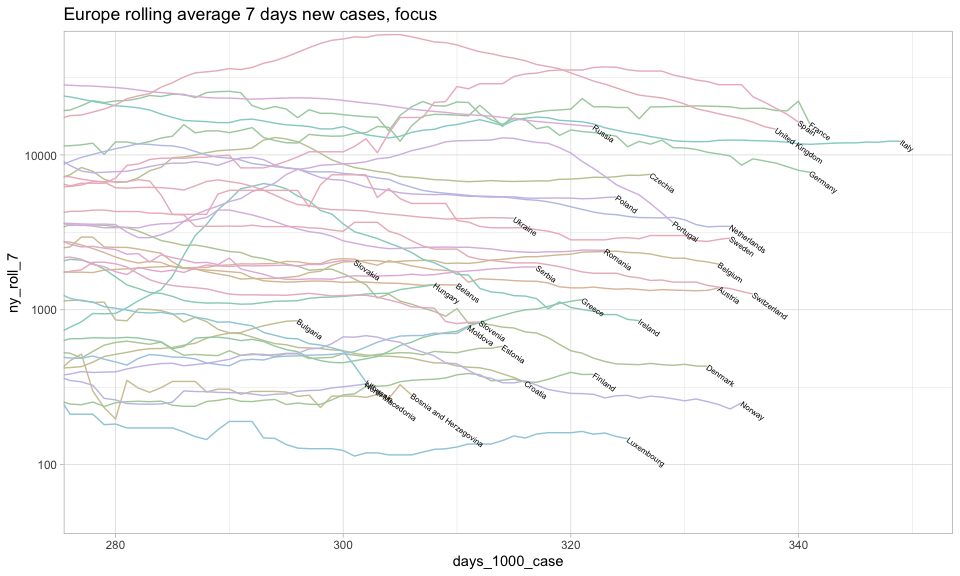 Europe rolling average 7 days new cases, focus
ny_roll_7
10000
1000
100
France
Spain
Russia
United Kingdom
Italy
Germany
Czechia
Poland
Ukraine
Portugal
Netherlands
Sweden
Romania
Slovakia
Serbia
Belgium
Hungary
Belarus
Austria
Switzerland
Greece
Bulgaria
Slovenia
Moldova
Ireland
Estonia
Denmark
Finland
Croatia
North Macedonia
Bosnia and Herzegovina
Norway
Luxembourg
280
300
320
340
days_1000_case